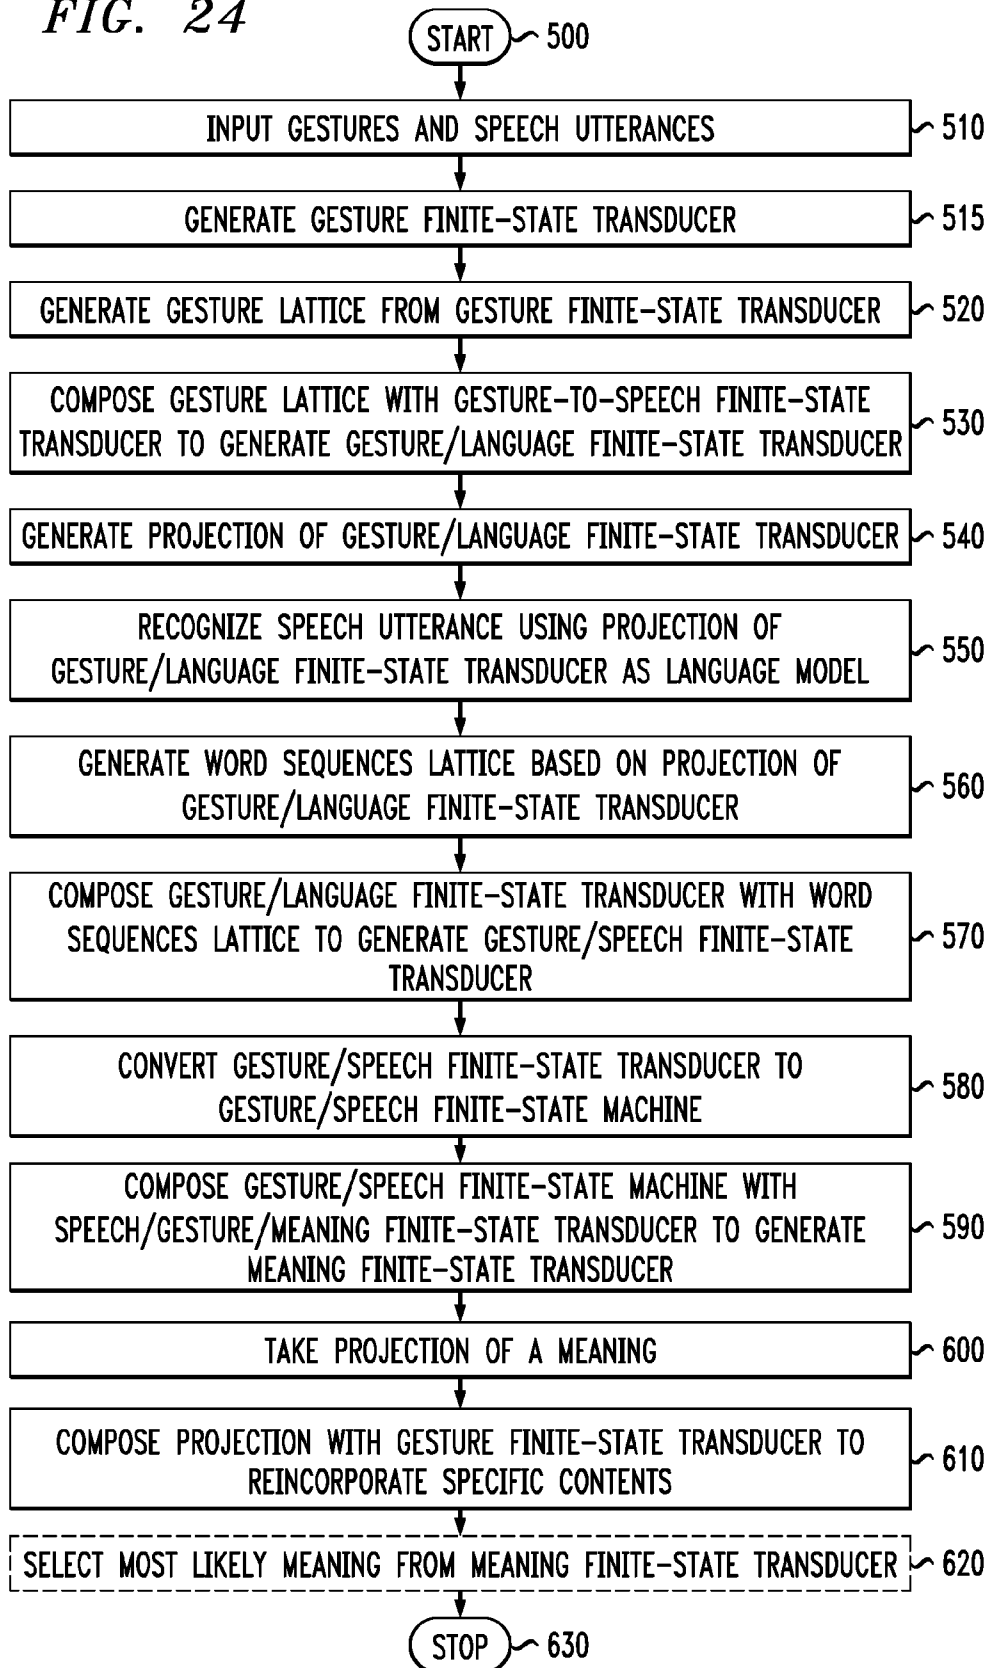 FIG. 24
START 500
INPUT GESTURES AND SPEECH UTTERANCES 510
GENERATE GESTURE FINITE-STATE TRANSDUCER 515
GENERATE GESTURE LATTICE FROM GESTURE FINITE-STATE TRANSDUCER 520
COMPOSE GESTURE LATTICE WITH GESTURE-TO-SPEECH FINITE-STATE
TRANSDUCER TO GENERATE GESTURE/LANGUAGE FINITE-STATE TRANSDUCER
530
GENERATE PROJECTION OF GESTURE/LANGUAGE FINITE-STATE TRANSDUCER 540
RECOGNIZE SPEECH UTTERANCE USING PROJECTION OF
GESTURE/LANGUAGE FINITE-STATE TRANSDUCER AS LANGUAGE MODEL
550
GENERATE WORD SEQUENCES LATTICE BASED ON PROJECTION OF
GESTURE/LANGUAGE FINITE-STATE TRANSDUCER
560
COMPOSE GESTURE/LANGUAGE FINITE-STATE TRANSDUCER WITH WORD
SEQUENCES LATTICE TO GENERATE GESTURE/SPEECH FINITE-STATE
TRANSDUCER
570
CONVERT GESTURE/SPEECH FINITE-STATE TRANSDUCER TO
GESTURE/SPEECH FINITE-STATE MACHINE
580
COMPOSE GESTURE/SPEECH FINITE-STATE MACHINE WITH
SPEECH/GESTURE/MEANING FINITE-STATE TRANSDUCER TO GENERATE
MEANING FINITE-STATE TRANSDUCER
590
TAKE PROJECTION OF A MEANING 600
COMPOSE PROJECTION WITH GESTURE FINITE-STATE TRANSDUCER TO
REINCORPORATE SPECIFIC CONTENTS
610
SELECT MOST LIKELY MEANING FROM MEANING FINITE-STATE TRANSDUCER 620
STOP 630